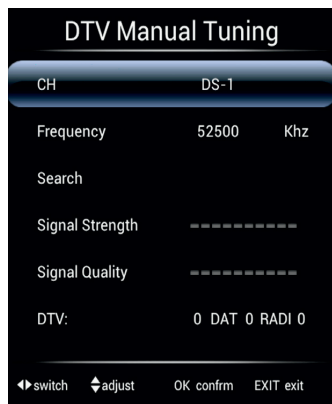 DTV Manual Tuning
CH DS-1
Frequency 52500 Khz
Search
Signal Strength
Signal Quality
DTV: 0 DAT 0 RADI 0
switch adjust OK confrm EXIT exit